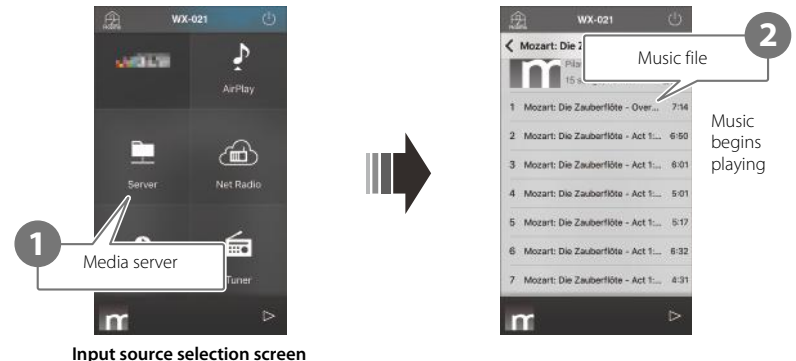 WX-021
AirPlay
Server
Net Radio
1
Media server
Tuner
m
Input source selection screen
WX-021
Mozart: Die Z
2
Music file
1 Mozart: Die Zauberflöte - Over... 7:14
2 Mozart: Die Zauberflöte - Act 1:... 6:50
3 Mozart: Die Zauberflöte - Act 1:... 6:01
4 Mozart: Die Zauberflöte - Act 1:... 5:01
5 Mozart: Die Zauberflöte - Act 1:... 5:17
6 Mozart: Die Zauberflöte - Act 1:... 6:32
7 Mozart: Die Zauberflöte - Act 1:... 4:31
m
Music
begins
playing